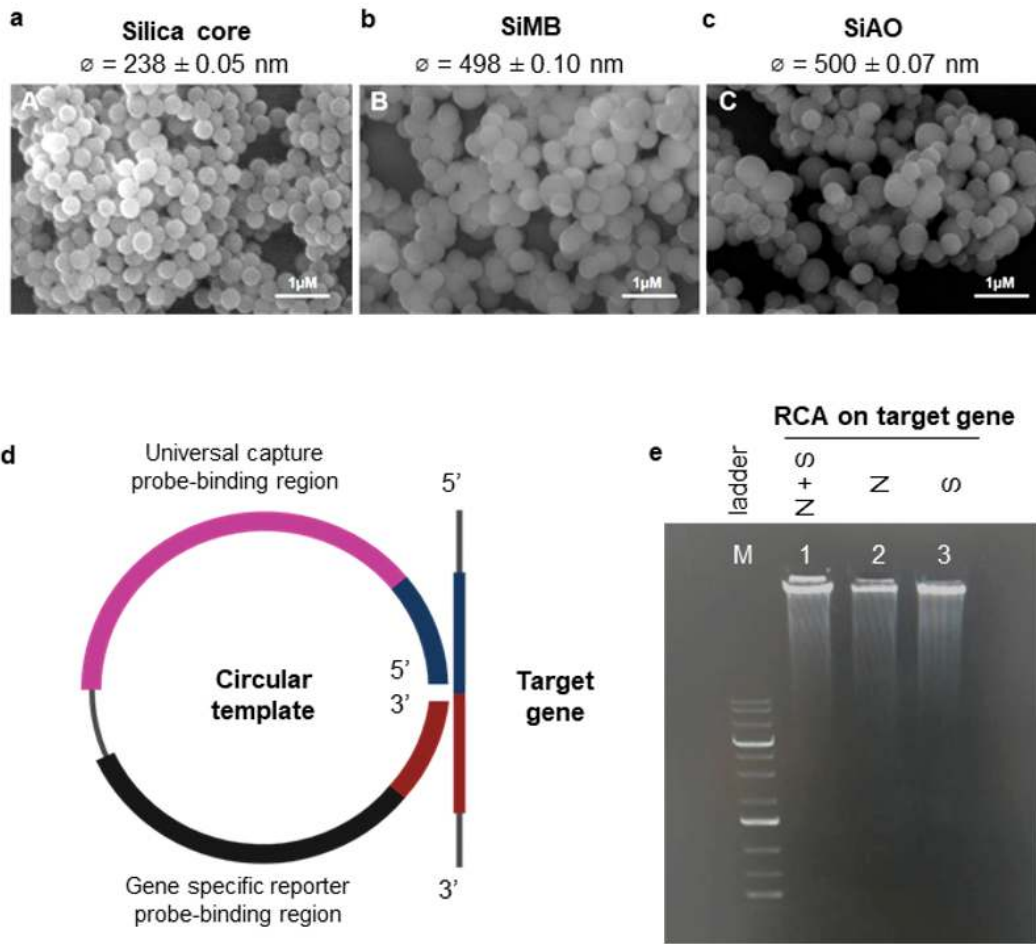 a
Silica core
⌀ = 238 ± 0.05 nm
b
SiMB
⌀ = 498 ± 0.10 nm
c
SiAO
⌀ = 500 ± 0.07 nm
A
1µM
B
1µM
C
1µM
d
Universal capture
probe-binding region
5’
5’
3’
Circular
template
Target
gene
Gene specific reporter
probe-binding region
3’
e
RCA on target gene
ladder
N + S
N
S
M 1 2 3